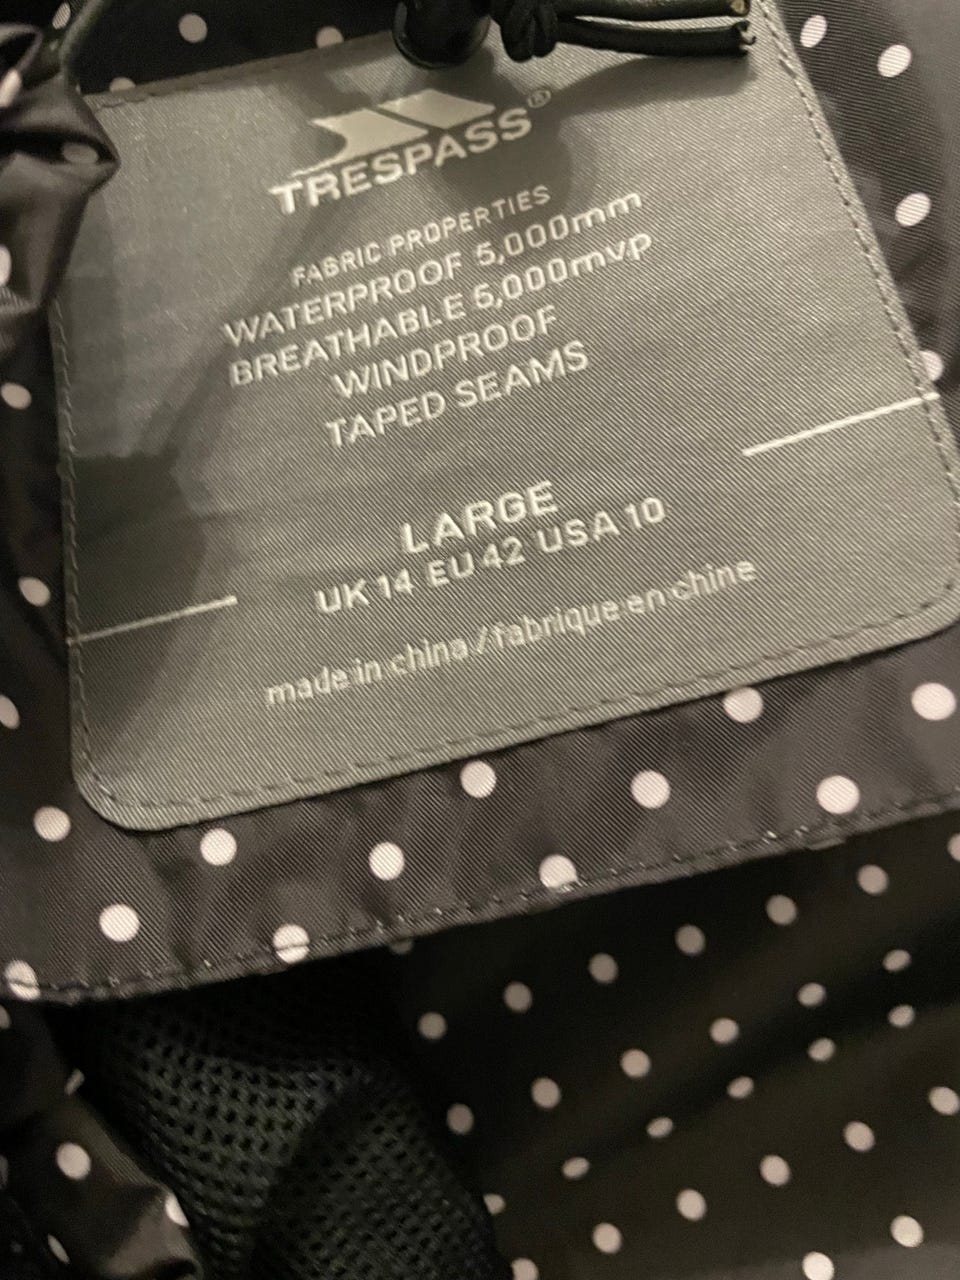 TRESPASS®
FABRIC PROPERTIES
WATERPROOF 5,000mm
BREATHABLE 5,000mvp
WINDPROOF
TAPED SEAMS
LARGE
UK 14 EU 42 USA 10
made in china / fabrique en chine